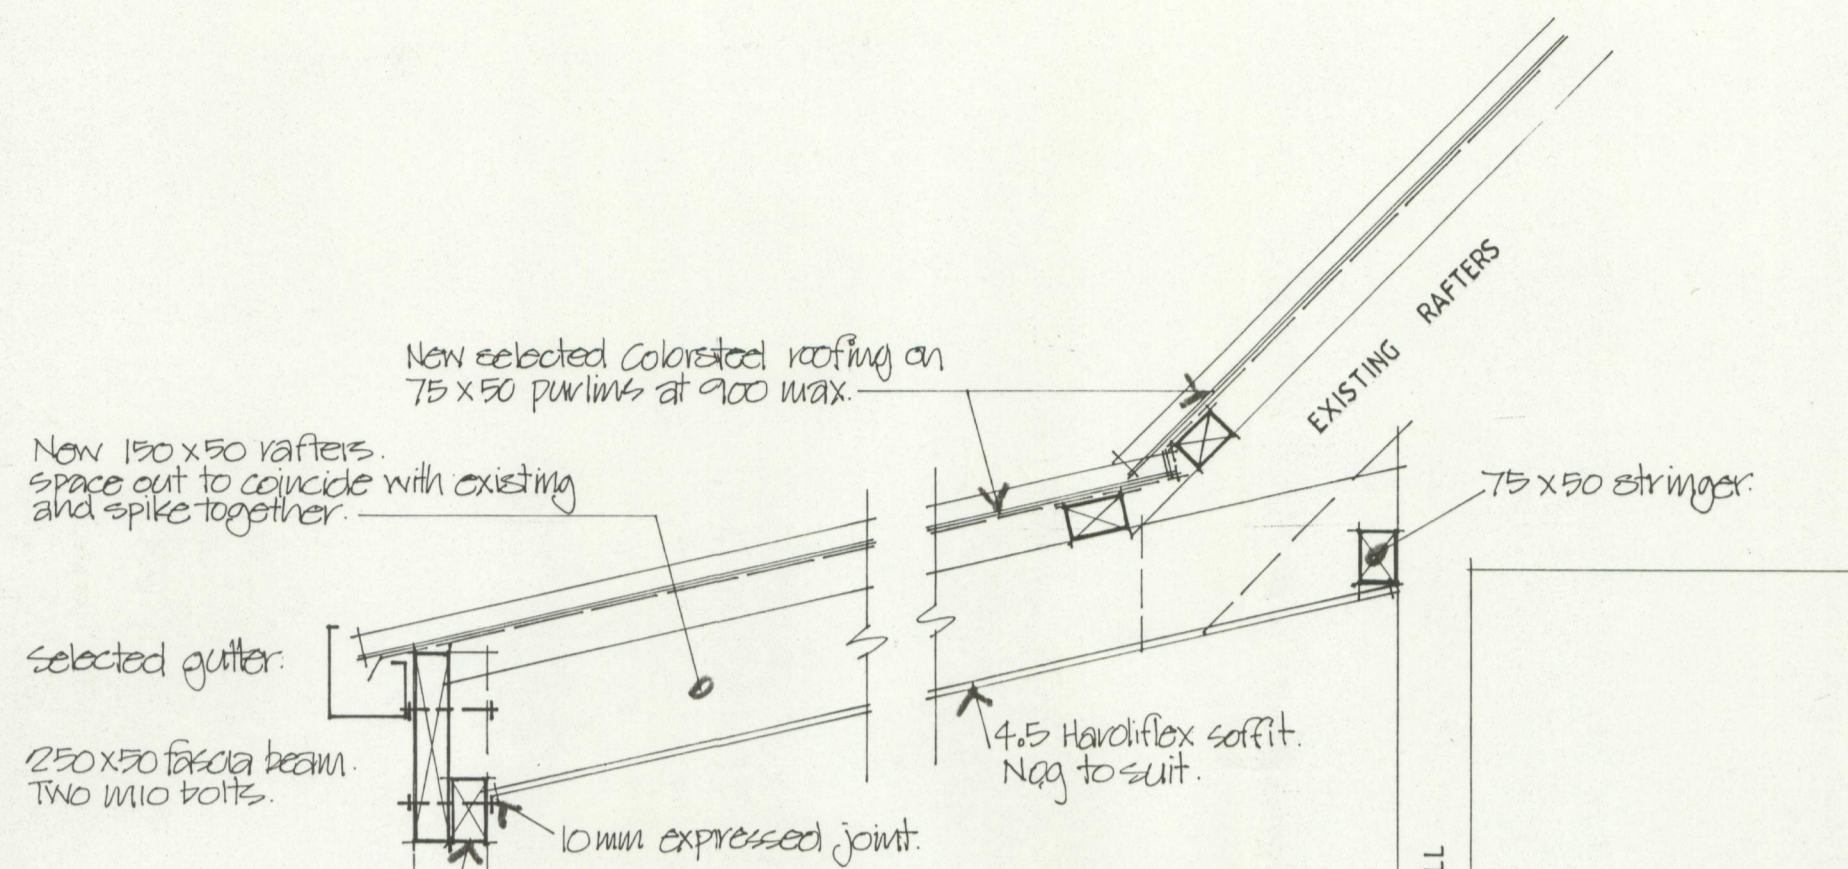 New selected Colorsteel roofing on
75 x 50 purlins at 900 max.
New 150 x 50 rafters.
space out to coincide with existing
and spike together.
EXISTING RAFTERS
75 x 50 stringer.
selected gutter.
250x50 fascia beam.
Two M10 bolts.
4.5 Hardiflex soffit.
Nog to suit.
10mm expressed joint.